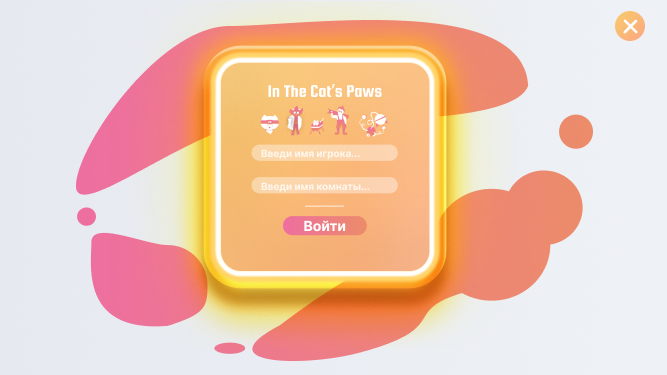 In The Cat's Paws
Введи имя игрока...
Введи имя комнаты...
Войти